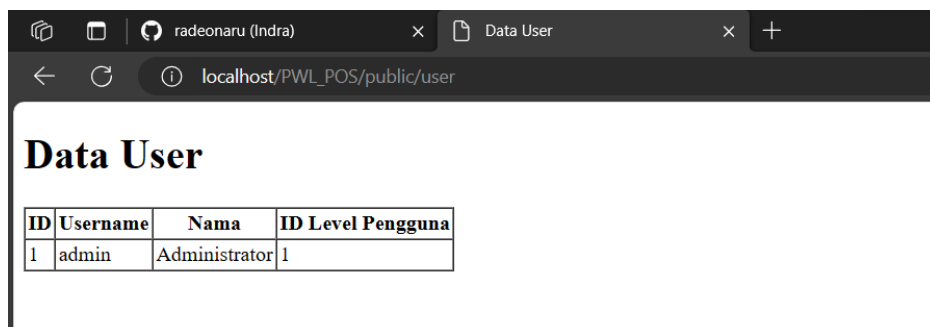 radeonaru (Indra) Data User
localhost/PWL_POS/public/user
Data User
ID Username Nama ID Level Pengguna
1 admin Administrator 1